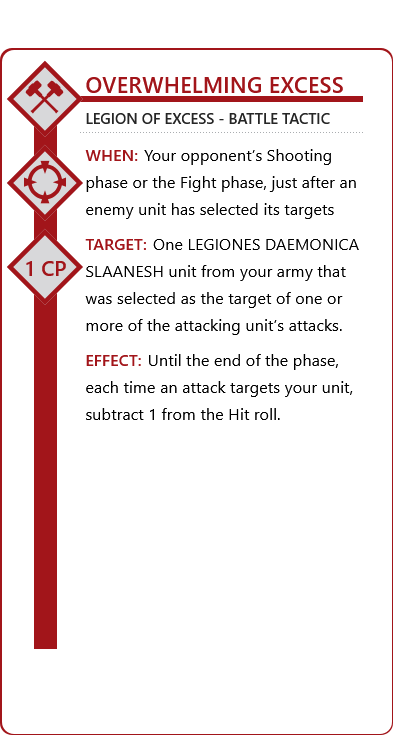 OVERWHELMING EXCESS
LEGION OF EXCESS - BATTLE TACTIC
WHEN: Your opponent’s Shooting
phase or the Fight phase, just after an
enemy unit has selected its targets
1 CP
TARGET: One LEGIONES DAEMONICA
SLAANESH unit from your army that
was selected as the target of one or
more of the attacking unit’s attacks.
EFFECT: Until the end of the phase,
each time an attack targets your unit,
subtract 1 from the Hit roll.